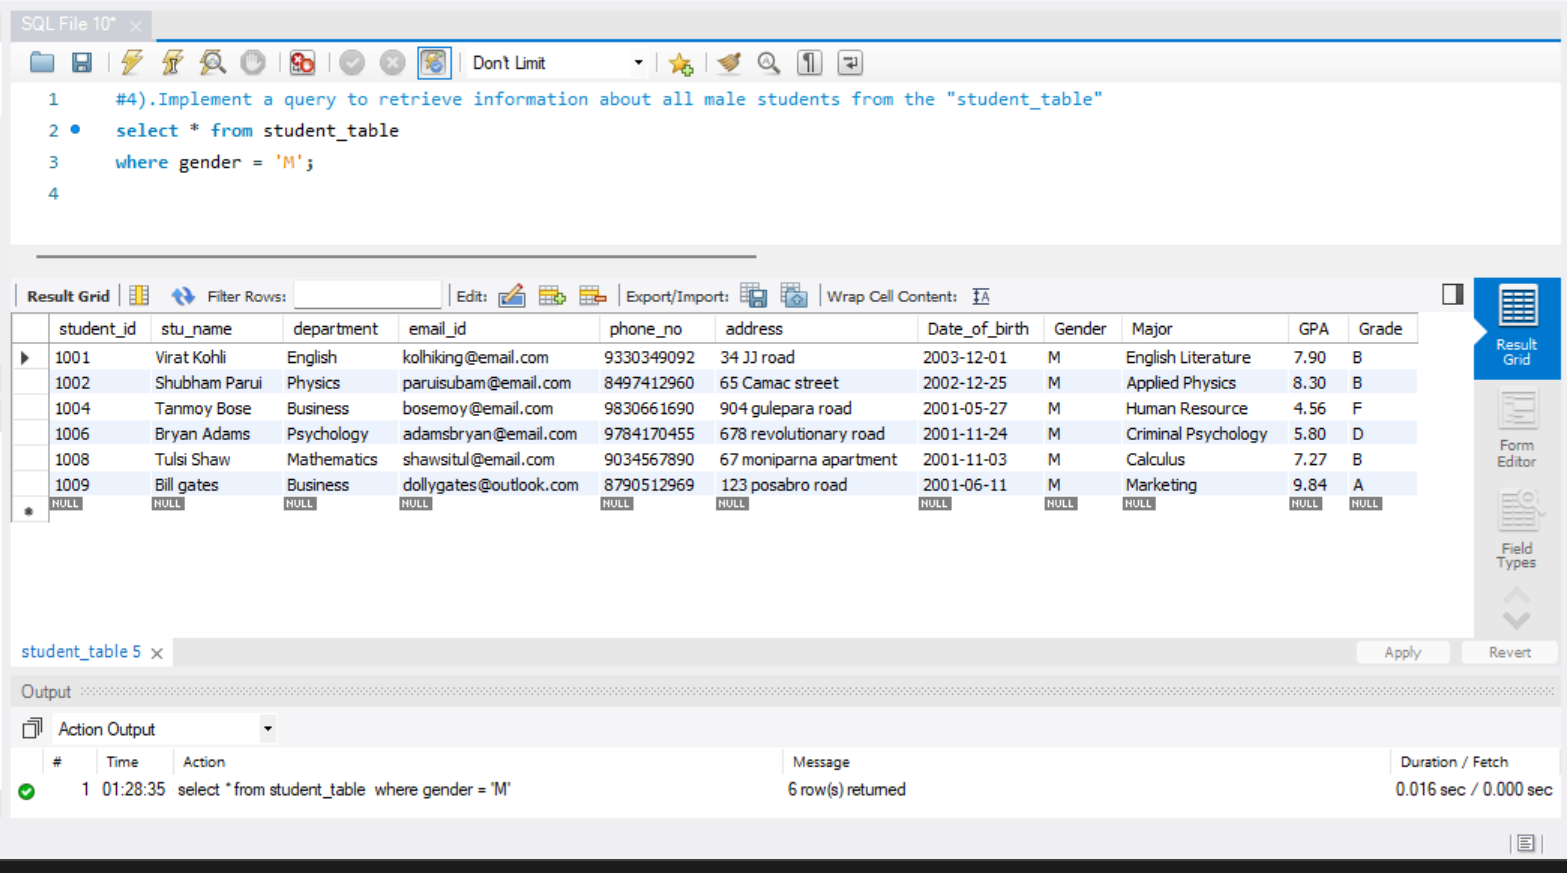 SQL File 10*
Don't Limit
1 #4).Implement a query to retrieve information about all male students from the "student_table"
2 select * from student_table
3 where gender = 'M';
4
Result Grid Filter Rows: Edit: Export/Import: Wrap Cell Content:
student_id stu_name department email_id phone_no address Date_of_birth Gender Major GPA Grade
1001 Virat Kohli English kolhiking@email.com 9330349092 34 JJ road 2003-12-01 M English Literature 7.90 B
1002 Shubham Parui Physics paruisubam@email.com 8497412960 65 Camac street 2002-12-25 M Applied Physics 8.30 B
1004 Tanmoy Bose Business bosemoy@email.com 9830661690 904 gulepara road 2001-05-27 M Human Resource 4.56 F
1006 Bryan Adams Psychology adamsbryan@email.com 9784170455 678 revolutionary road 2001-11-24 M Criminal Psychology 5.80 D
1008 Tulsi Shaw Mathematics shawsitul@email.com 9034567890 67 moniparna apartment 2001-11-03 M Calculus 7.27 B
1009 Bill gates Business dollygates@outlook.com 8790512969 123 posabro road 2001-06-11 M Marketing 9.84 A
NULL NULL NULL NULL NULL NULL NULL NULL NULL NULL NULL
Result
Grid
Form
Editor
Field
Types
student_table 5
Apply Revert
Output
Action Output
# Time Action Message Duration / Fetch
1 01:28:35 select * from student_table where gender = 'M' 6 row(s) returned 0.016 sec / 0.000 sec